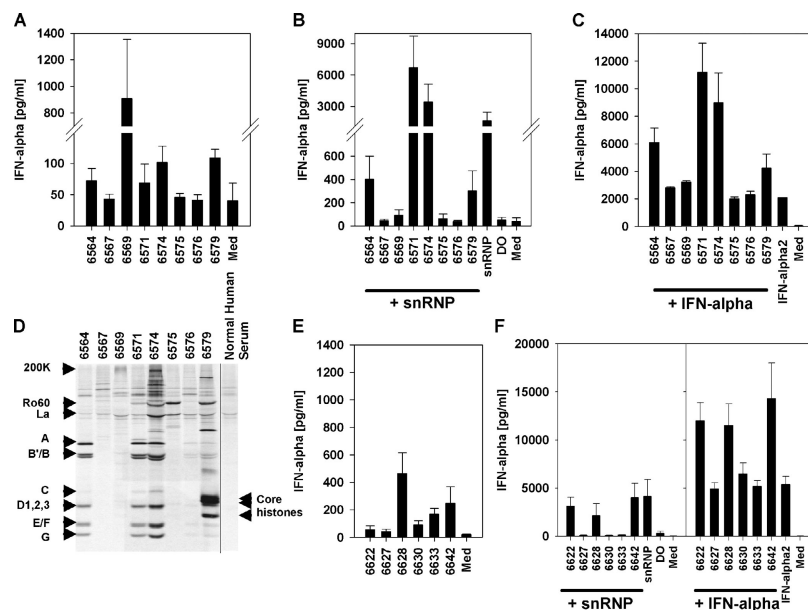 A
IFN-alpha [pg/ml]
1400
1200
1000
800
100
50
0
6564 6567 6569 6571 6574 6575 6576 6579 Med
B
IFN-alpha [pg/ml]
9000
6000
3000
600
400
200
0
6564 6567 6569 6571 6574 6575 6576 6579 snRNP DO Med
+ snRNP
C
IFN-alpha [pg/ml]
14000
12000
10000
8000
6000
4000
2000
0
6564 6567 6569 6571 6574 6575 6576 6579 IFN-alpha2 Med
+ IFN-alpha
D
6564 6567 6569 6571 6574 6575 6576 6579 Normal Human Serum
200K
Ro60
La
A
B'/B
C
D1,2,3
E/F
G
Core
histones
E
IFN-alpha [pg/ml]
1400
1200
1000
800
600
400
200
0
6622 6627 6628 6630 6633 6642 Med
F
IFN-alpha [pg/ml]
20000
15000
10000
5000
0
6622 6627 6628 6630 6633 6642 snRNP DO Med
+ snRNP
6622 6627 6628 6630 6633 6642 IFN-alpha2 Med
+ IFN-alpha